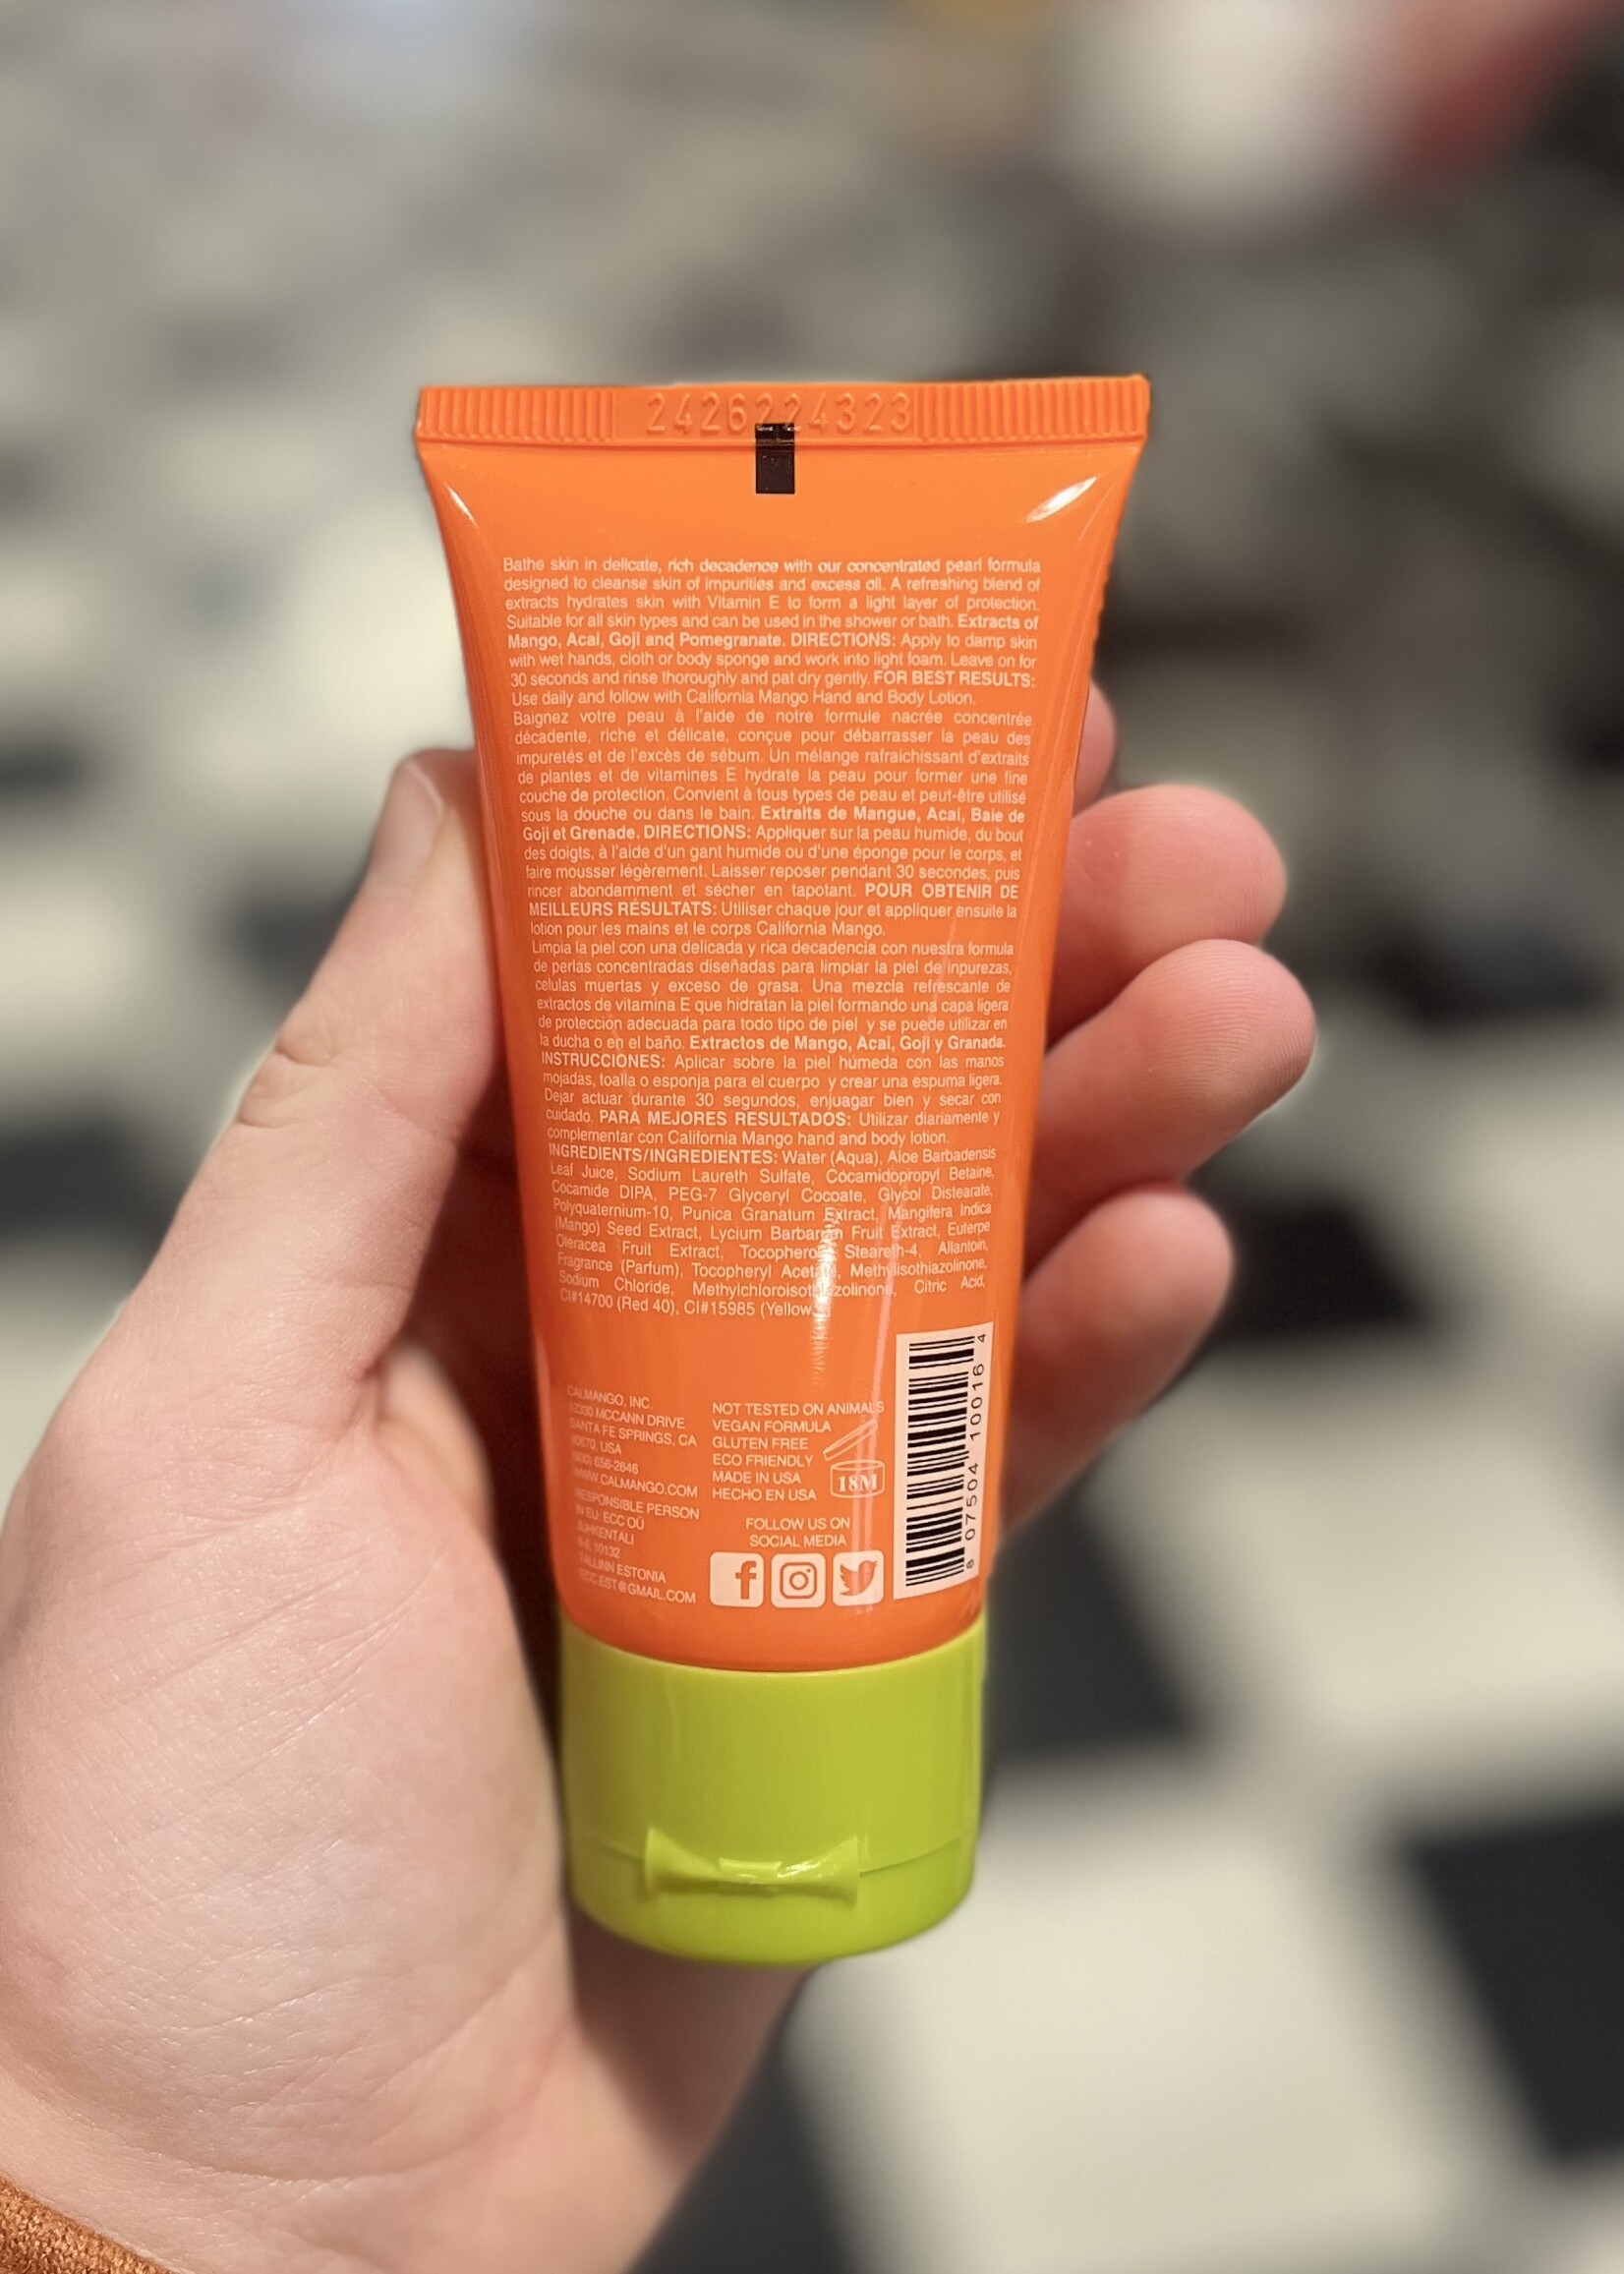 2426224323
Bathe skin in delicate, rich decadence with our concentrated pearl formula
designed to cleanse skin of impurities and excess oil. A refreshing blend of
extracts hydrates skin with Vitamin E to form a light layer of protection.
Suitable for all skin types and can be used in the shower or bath. Extracts of
Mango, Acai, Goji and Pomegranate. DIRECTIONS: Apply to damp skin
with wet hands, cloth or body sponge and work into light foam. Leave on for
30 seconds and rinse thoroughly and pat dry gently. FOR BEST RESULTS:
Use daily and follow with California Mango Hand and Body Lotion.
Baignez votre peau à l'aide de notre formule nacrée concentrée
décadente, riche et délicate, conçue pour débarrasser la peau des
impuretés et de l'excès de sébum. Un mélange rafraichissant d'extraits
de plantes et de vitamines E hydrate la peau pour former une fine
couche de protection. Convient à tous types de peau et peut-être utilisé
sous la douche ou dans le bain. Extraits de Mangue, Acai, Baie de
Goji et Grenade. DIRECTIONS: Appliquer sur la peau humide, du bout
des doigts, à l'aide d'un gant humide ou d'une éponge pour le corps, et
faire mousser légèrement. Laisser reposer pendant 30 secondes, puis
rincer abondamment et sécher en tapotant. POUR OBTENIR DE
MEILLEURS RÉSULTATS: Utiliser chaque jour et appliquer ensuite la
lotion pour les mains et le corps California Mango.
Limpia la piel con una delicada y rica decadencia con nuestra formula
de perlas concentradas diseñadas para limpiar la piel de inpurezas,
celulas muertas y exceso de grasa. Una mezcla refrescante de
extractos de vitamina E que hidratan la piel formando una capa ligera
de protección adecuada para todo tipo de piel y se puede utilizar en
la ducha o en el baño. Extractos de Mango, Acai, Goji y Granada.
INSTRUCCIONES: Aplicar sobre la piel húmeda con las manos
mojadas, toalla o esponja para el cuerpo y crear una espuma ligera.
Dejar actuar durante 30 segundos, enjuagar bien y secar con
cuidado. PARA MEJORES RESULTADOS: Utilizar diariamente y
complementar con California Mango hand and body lotion.
INGREDIENTS/INGREDIENTES: Water (Aqua), Aloe Barbadensis
Leaf Juice, Sodium Laureth Sulfate, Cocamidopropyl Betaine,
Cocamide DIPA, PEG-7 Glyceryl Cocoate, Glycol Distearate,
Polyquaternium-10, Punica Granatum Extract, Mangifera Indica
(Mango) Seed Extract, Lycium Barbarum Fruit Extract, Euterpe
Oleracea Fruit Extract, Tocopherol, Steareth-4, Allantoin,
Fragrance (Parfum), Tocopheryl Acetate, Methylisothiazolinone,
Sodium Chloride, Methylchloroisothiazolinone, Citric Acid,
CI#14700 (Red 40), CI#15985 (Yellow
CALMANGO, INC.
MCCANN DRIVE
SANTA FE SPRINGS, CA
90670, USA
(800) 656-2646
WWW.CALMANGO.COM
RESPONSIBLE PERSON
IN EU: ECC OÜ
JUHKENTALI
10132
TALLINN ESTONIA
ECC.EST@GMAIL.COM
NOT TESTED ON ANIMALS
VEGAN FORMULA
GLUTEN FREE
ECO FRIENDLY
MADE IN USA
HECHO EN USA
18M
FOLLOW US ON
SOCIAL MEDIA
8 07504 10016 4